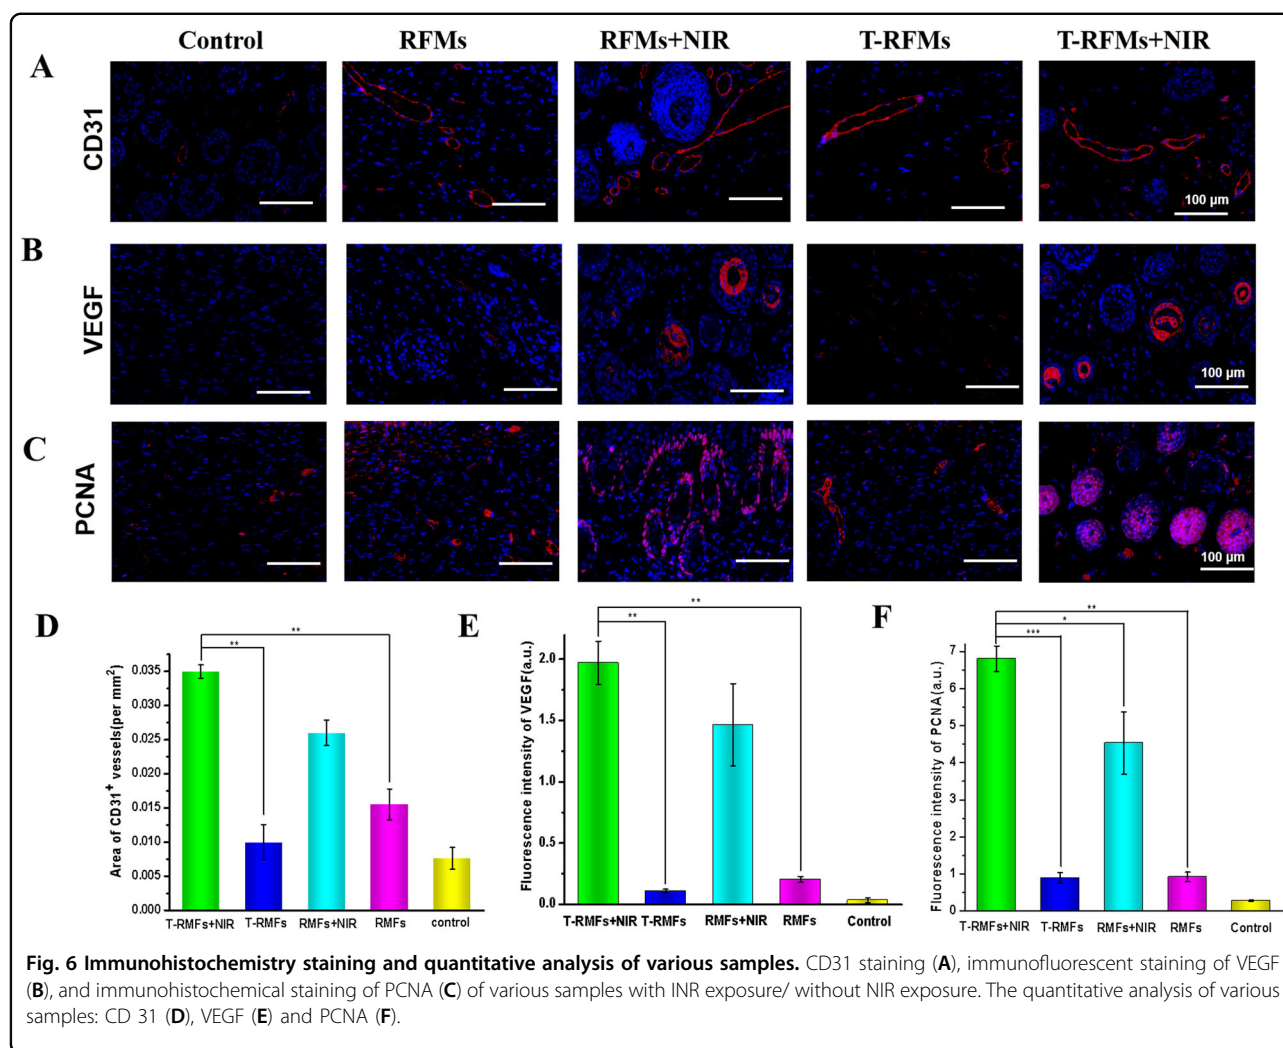 Control RFMs RFMs+NIR T-RFMs T-RFMs+NIR
A
CD31
100 μm
B
VEGF
100 μm
C
PCNA
100 μm
D
** **
Area of CD31+ vessels(per mm2)
0.035
0.030
0.025
0.020
0.015
0.010
0.005
0.000
T-RMFs+NIR T-RMFs RMFs+NIR RMFs control
E
**
**
Fluorescence intensity of VEGF(a.u.)
2.0
1.5
1.0
0.5
0.0
T-RMFs+NIR T-RMFs RMFs+NIR RMFs Control
F
**
*
***
Fluorescence intensity of PCNA(a.u.)
7
6
5
4
3
2
1
0
T-RMFs+NIR T-RMFs RMFs+NIR RMFs Control
Fig. 6 Immunohistochemistry staining and quantitative analysis of various samples. CD31 staining (A), immunofluorescent staining of VEGF
(B), and immunohistochemical staining of PCNA (C) of various samples with INR exposure/ without NIR exposure. The quantitative analysis of various
samples: CD 31 (D), VEGF (E) and PCNA (F).